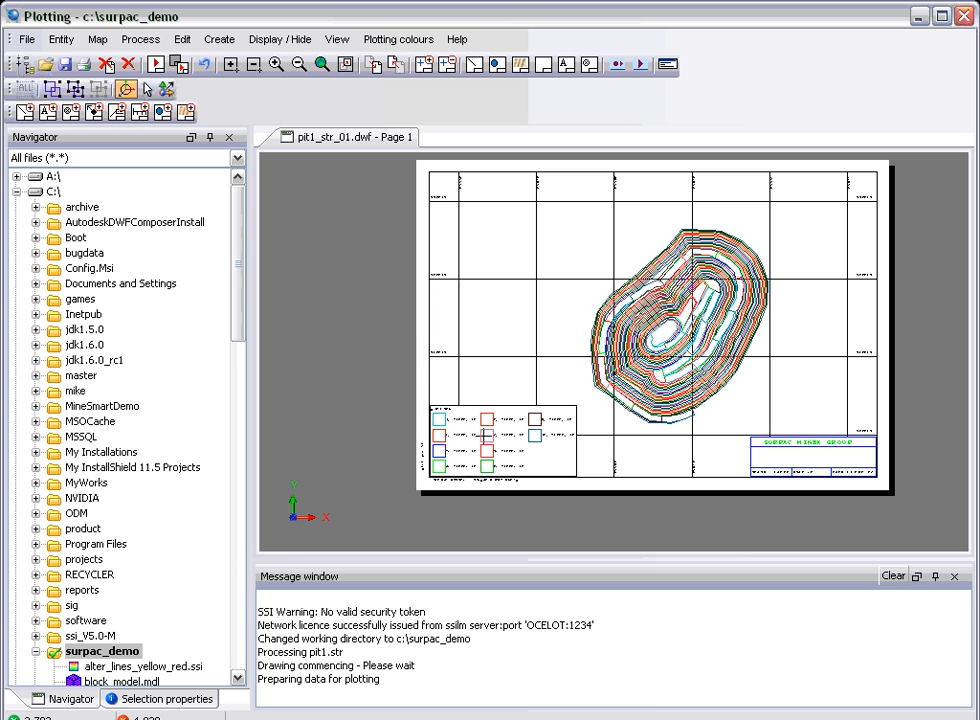 Plotting - c:\surpac_demo
File Entity Map Process Edit Create Display / Hide View Plotting colours Help
ALL
Navigator
pit1_str_01.dwf - Page 1
All files (*.*)
A:\
C:\
archive
AutodeskDWFComposerInstall
Boot
bugdata
Config.Msi
Documents and Settings
games
Inetpub
jdk1.5.0
jdk1.6.0
jdk1.6.0_rc1
master
mike
MineSmartDemo
MSOCache
MSSQL
My Installations
My InstallShield 11.5 Projects
MyWorks
NVIDIA
ODM
product
Program Files
projects
RECYCLER
reports
sig
software
ssi_V5.0-M
surpac_demo
alter_lines_yellow_red.ssi
block_model.mdl
Navigator Selection properties
SURPAC MINEX GROUP
Y
X
Message window Clear
SSI Warning: No valid security token
Network licence successfully issued from ssilm server:port 'OCELOT:1234'
Changed working directory to c:\surpac_demo
Processing pit1.str
Drawing commencing - Please wait
Preparing data for plotting